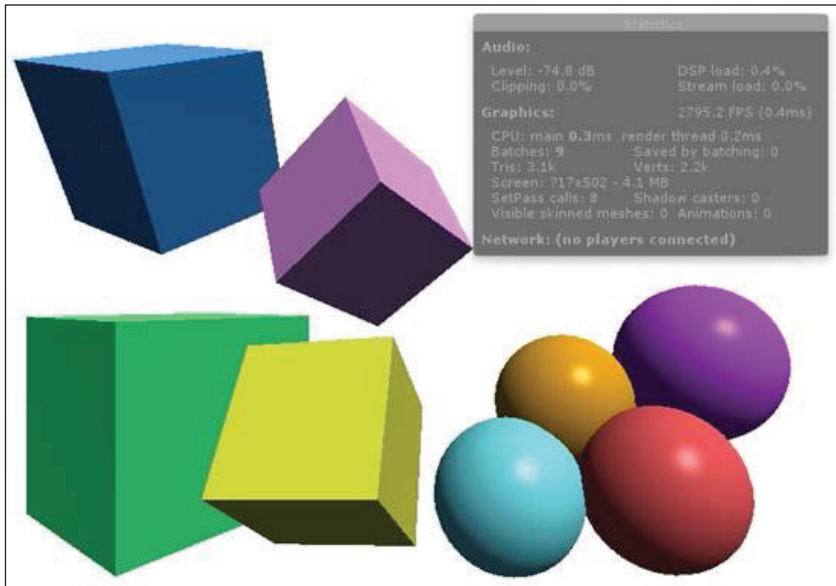 Statistics
Audio:
Level: -74.8 dB DSP load: 0.4%
Clipping: 0.0% Stream load: 0.0%
Graphics: 2795.2 FPS (0.4ms)
CPU: main 0.3ms render thread 0.2ms
Batches: 9 Saved by batching: 0
Tris: 3.1k Verts: 2.2k
Screen: 717x502 - 4.1 MB
SetPass calls: 8 Shadow casters: 0
Visible skinned meshes: 0 Animations: 0
Network: (no players connected)